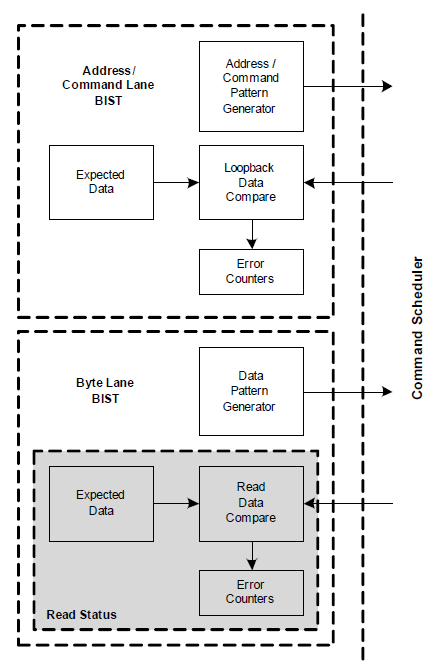 Address/
Command Lane
BIST
Address /
Command
Pattern
Generator
Expected
Data
Loopback
Data
Compare
Error
Counters
Command Scheduler
Byte Lane
BIST
Data
Pattern
Generator
Expected
Data
Read
Data
Compare
Error
Counters
Read Status